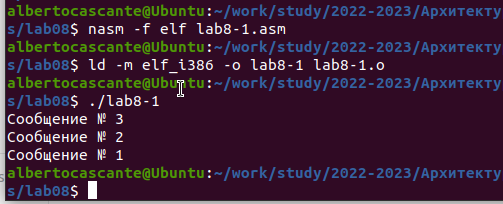 albertocascante@Ubuntu:~/work/study/2022-2023/Архитекту
s/lab08$ nasm -f elf lab8-1.asm
albertocascante@Ubuntu:~/work/study/2022-2023/Архитекту
s/lab08$ ld -m elf_i386 -o lab8-1 lab8-1.o
albertocascante@Ubuntu:~/work/study/2022-2023/Архитекту
s/lab08$ ./lab8-1
Сообщение № 3
Сообщение № 2
Сообщение № 1
albertocascante@Ubuntu:~/work/study/2022-2023/Архитекту
s/lab08$